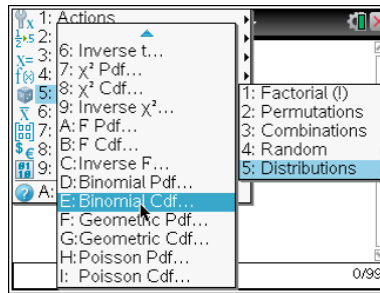 1: Actions
2:
3:
4:
5:
6:
7:
8:
9:
A:
6: Inverse t...
7: χ² Pdf...
8: χ² Cdf...
9: Inverse χ²...
A: F Pdf...
B: F Cdf...
C: Inverse F...
D: Binomial Pdf...
E: Binomial Cdf...
F: Geometric Pdf...
G: Geometric Cdf...
H: Poisson Pdf...
I: Poisson Cdf...
1: Factorial (!)
2: Permutations
3: Combinations
4: Random
5: Distributions
0/99